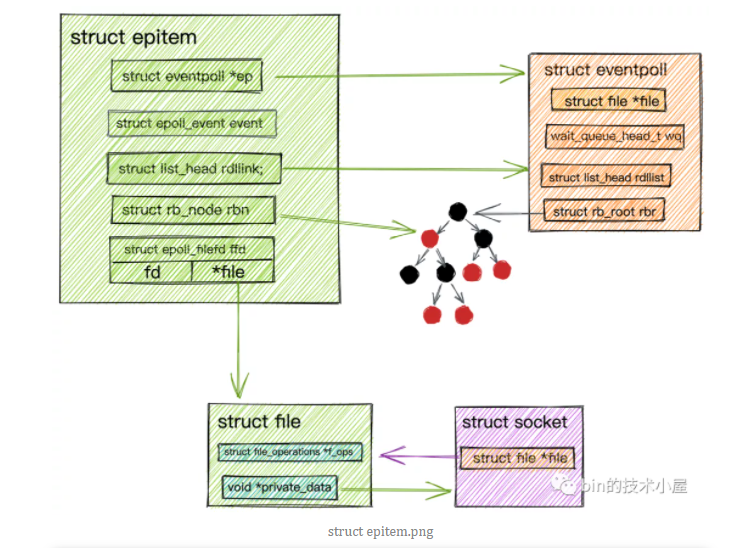 struct epitem
struct eventpoll *ep
struct epoll_event event
struct list_head rdllink;
struct rb_node rbn
struct epoll_filefd ffd
fd
*file
struct eventpoll
struct file *file
wait_queue_head_t wq
struct list_head rdllist
struct rb_root rbr
struct file
struct file_operations *f_ops
void *private_data
struct socket
struct file *file
bin的技术小屋
struct epitem.png